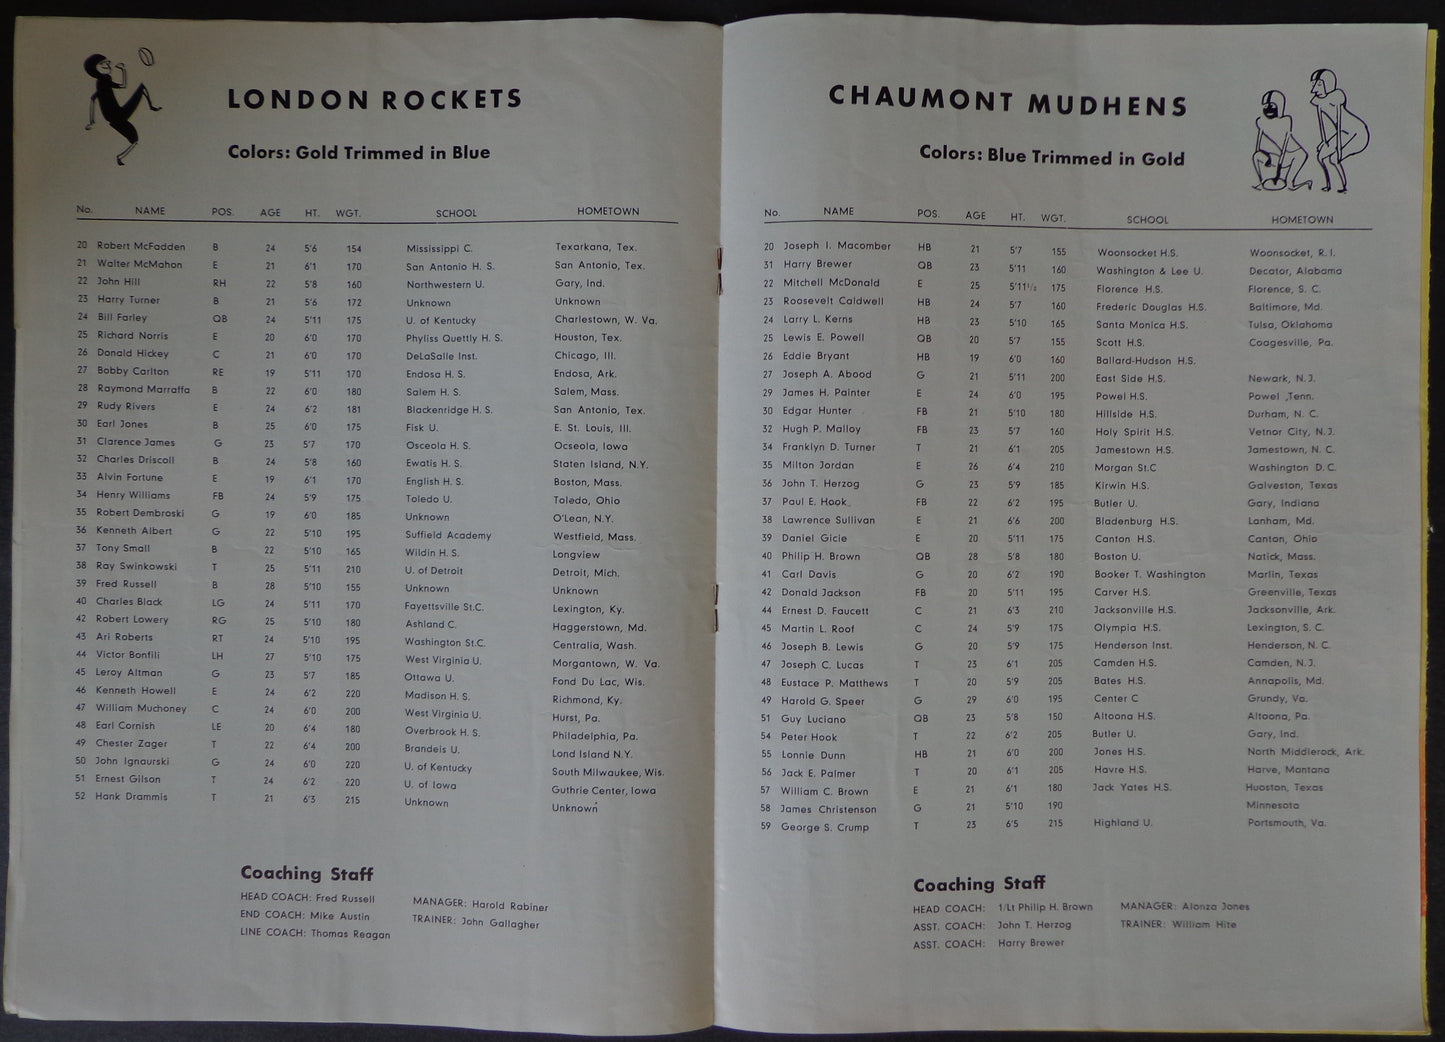 LONDON ROCKETS
Colors: Gold Trimmed in Blue
No. NAME POS. AGE HT. WGT. SCHOOL HOMETOWN
20 Robert McFadden B 24 5'6 154 Mississippi C. Texarkana, Tex.
21 Walter McMahon E 21 6'1 170 San Antonio H. S. San Antonio, Tex.
22 John Hill RH 22 5'8 160 Northwestern U. Gary, Ind.
23 Harry Turner B 21 5'6 172 Unknown Unknown
24 Bill Farley QB 24 5'11 175 U. of Kentucky Charlestown, W. Va.
25 Richard Norris E 20 6'0 170 Phyliss Quettly H. S. Houston, Tex.
26 Donald Hickey C 21 6'0 170 DeLaSalle Inst. Chicago, Ill.
27 Bobby Carlton RE 19 5'11 170 Endosa H. S. Endosa, Ark.
28 Raymond Marraffa B 22 6'0 180 Salem H. S. Salem, Mass.
29 Rudy Rivers E 24 6'2 181 Blackenridge H. S. San Antonio, Tex.
30 Earl Jones B 25 6'0 175 Fisk U. E. St. Louis, Ill.
31 Clarence James G 23 5'7 170 Osceola H. S. Ocseola, Iowa
32 Charles Driscoll B 24 5'8 160 Ewatis H. S. Staten Island, N.Y.
33 Alvin Fortune E 19 6'1 170 English H. S. Boston, Mass.
34 Henry Williams FB 24 5'9 175 Toledo U. Toledo, Ohio
35 Robert Dembroski G 19 6'0 185 Unknown O'Lean, N.Y.
36 Kenneth Albert G 22 5'10 195 Suffield Academy Westfield, Mass.
37 Tony Small B 22 5'10 165 Wildin H. S. Longview
38 Ray Swinkowski T 25 5'11 210 U. of Detroit Detroit, Mich.
39 Fred Russell B 28 5'10 155 Unknown Unknown
40 Charles Black LG 24 5'11 170 Fayettsville St.C. Lexington, Ky.
42 Robert Lowery RG 25 5'10 180 Ashland C. Haggerstown, Md.
43 Ari Roberts RT 24 5'10 195 Washington St.C. Centralia, Wash.
44 Victor Bonfili LH 27 5'10 175 West Virginia U. Morgantown, W. Va.
45 Leroy Altman G 23 5'7 185 Ottawa U. Fond Du Lac, Wis.
46 Kenneth Howell E 24 6'2 220 Madison H. S. Richmond, Ky.
47 William Muchoney C 24 6'0 200 West Virginia U. Hurst, Pa.
48 Earl Cornish LE 20 6'4 180 Overbrook H. S. Philadelphia, Pa.
49 Chester Zager T 22 6'4 200 Brandeis U. Lond Island N.Y.
50 John Ignaurski G 24 6'0 220 U. of Kentucky South Milwaukee, Wis.
51 Ernest Gilson T 24 6'2 220 U. of Iowa Guthrie Center, Iowa
52 Hank Drammis T 21 6'3 215 Unknown Unknown
Coaching Staff
HEAD COACH: Fred Russell MANAGER: Harold Rabiner
END COACH: Mike Austin TRAINER: John Gallagher
LINE COACH: Thomas Reagan
CHAUMONT MUDHENS
Colors: Blue Trimmed in Gold
No. NAME POS. AGE HT. WGT. SCHOOL HOMETOWN
20 Joseph I. Macomber HB 21 5'7 155 Woonsocket H.S. Woonsocket, R. I.
31 Harry Brewer QB 23 5'11 160 Washington & Lee U. Decator, Alabama
22 Mitchell McDonald E 25 5'11½ 175 Florence H.S. Florence, S. C.
23 Roosevelt Caldwell HB 24 5'7 160 Frederic Douglas H.S. Baltimore, Md.
24 Larry L. Kerns HB 23 5'10 165 Santa Monica H.S. Tulsa, Oklahoma
25 Lewis E. Powell QB 20 5'7 155 Scott H.S. Coagesville, Pa.
26 Eddie Bryant HB 19 6'0 160 Ballard-Hudson H.S.
27 Joseph A. Abood G 21 5'11 200 East Side H.S. Newark, N. J.
29 James H. Painter E 24 6'0 195 Powel H.S. Powel ,Tenn.
30 Edgar Hunter FB 21 5'10 180 Hillside H.S. Durham, N. C.
32 Hugh P. Malloy FB 23 5'7 160 Holy Spirit H.S. Vetnor City, N. J.
34 Franklyn D. Turner T 21 6'1 205 Jamestown H.S. Jamestown, N. C.
35 Milton Jordan E 26 6'4 210 Morgan St.C Washington D. C.
36 John T. Herzog G 23 5'9 185 Kirwin H.S. Galveston, Texas
37 Paul E. Hook FB 22 6'2 195 Butler U. Gary, Indiana
38 Lawrence Sullivan E 21 6'6 200 Bladenburg H.S. Lanham, Md.
39 Daniel Gicie E 20 5'11 175 Canton H.S. Canton, Ohio
40 Philip H. Brown QB 28 5'8 180 Boston U. Natick, Mass.
41 Carl Davis G 20 6'2 190 Booker T. Washington Marlin, Texas
42 Donald Jackson FB 20 5'11 195 Carver H.S. Greenville, Texas
44 Ernest D. Faucett C 21 6'3 210 Jacksonville H.S. Jacksonville, Ark.
45 Martin L. Roof C 24 5'9 175 Olympia H.S. Lexington, S. C.
46 Joseph B. Lewis G 20 5'9 175 Henderson Inst. Henderson, N. C.
47 Joseph C. Lucas T 23 6'1 205 Camden H.S. Camden, N. J.
48 Eustace P. Matthews T 20 5'9 205 Bates H.S. Annapolis, Md.
49 Harold G. Speer G 29 6'0 195 Center C Grundy, Va.
51 Guy Luciano QB 23 5'8 150 Altoona H.S. Altoona, Pa.
54 Peter Hook T 22 6'2 205 Butler U. Gary, Ind.
55 Lonnie Dunn HB 21 6'0 200 Jones H.S. North Middlerock, Ark.
56 Jack E. Palmer T 20 6'1 205 Havre H.S. Harve, Montana
57 William C. Brown E 21 6'1 180 Jack Yates H.S. Huoston, Texas
58 James Christenson G 21 5'10 190 Minnesota
59 George S. Crump T 23 6'5 215 Highland U. Portsmouth, Va.
Coaching Staff
HEAD COACH: 1/Lt Philip H. Brown MANAGER: Alonza Jones
ASST. COACH: John T. Herzog TRAINER: William Hite
ASST. COACH: Harry Brewer